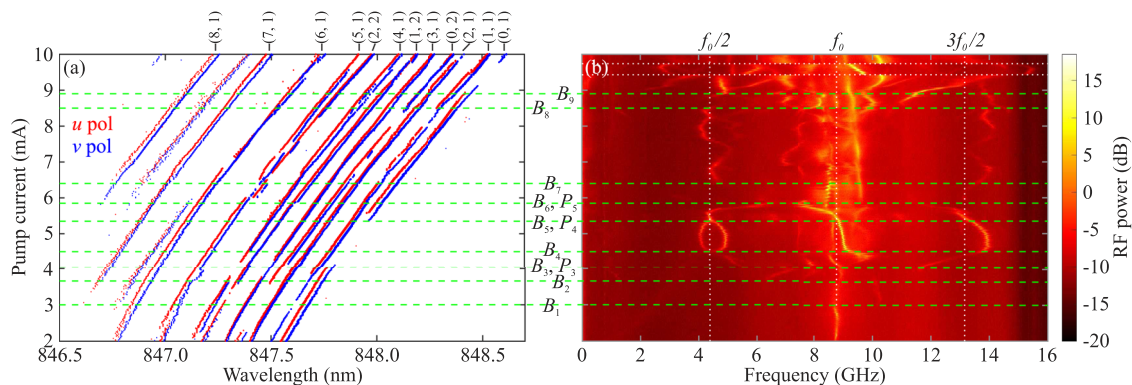 (8, 1)
(7, 1)
(6, 1)
(5, 1)
(2, 2)
(4, 1)
(1, 2)
(3, 1)
(0, 2)
(2, 1)
(1, 1)
(0, 1)
f₀/2
f₀
3f₀/2
(a)
(b)
u pol
v pol
Pump current (mA)
10
9
8
7
6
5
4
3
2
B₉
B₈
B₇
B₆, P₅
B₅, P₄
B₄
B₃, P₃
B₂
B₁
846.5
847.0
847.5
848.0
848.5
Wavelength (nm)
0
2
4
6
8
10
12
14
16
Frequency (GHz)
15
10
5
0
-5
-10
-15
-20
RF power (dB)